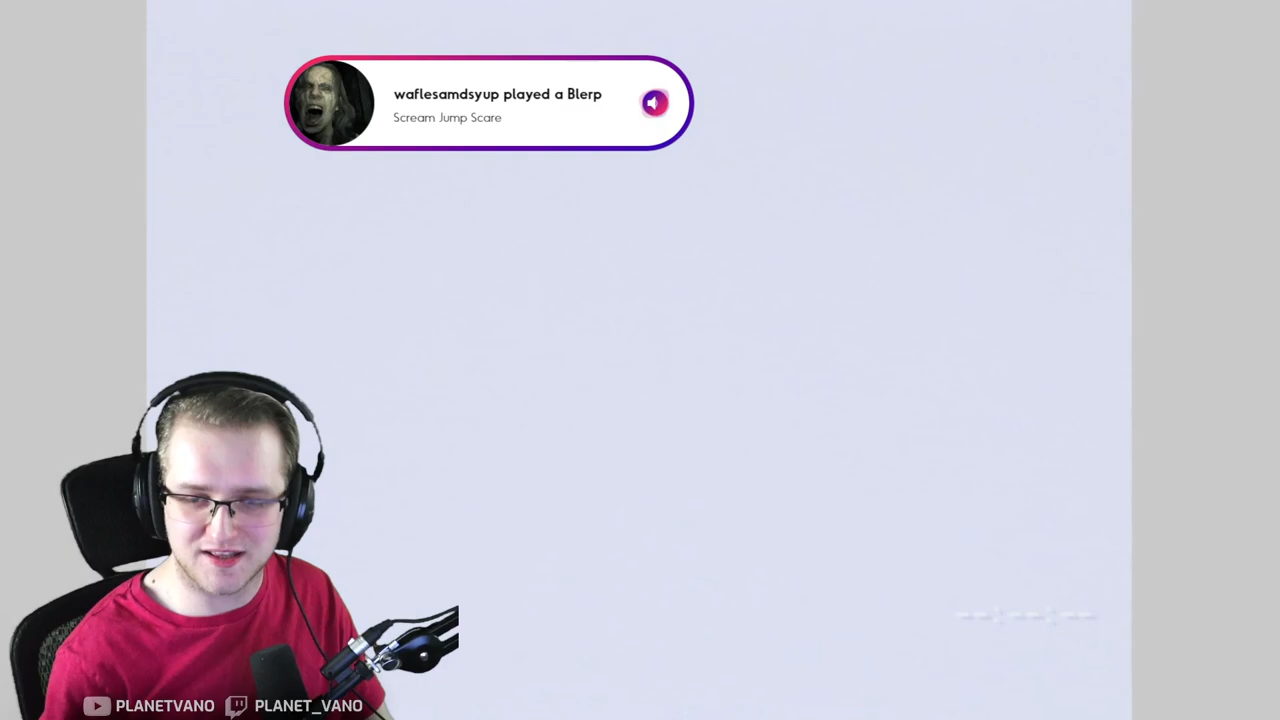 waflesamdsyup played a Blerp
Scream Jump Scare
--:--:--
PLANETVANO PLANET_VANO